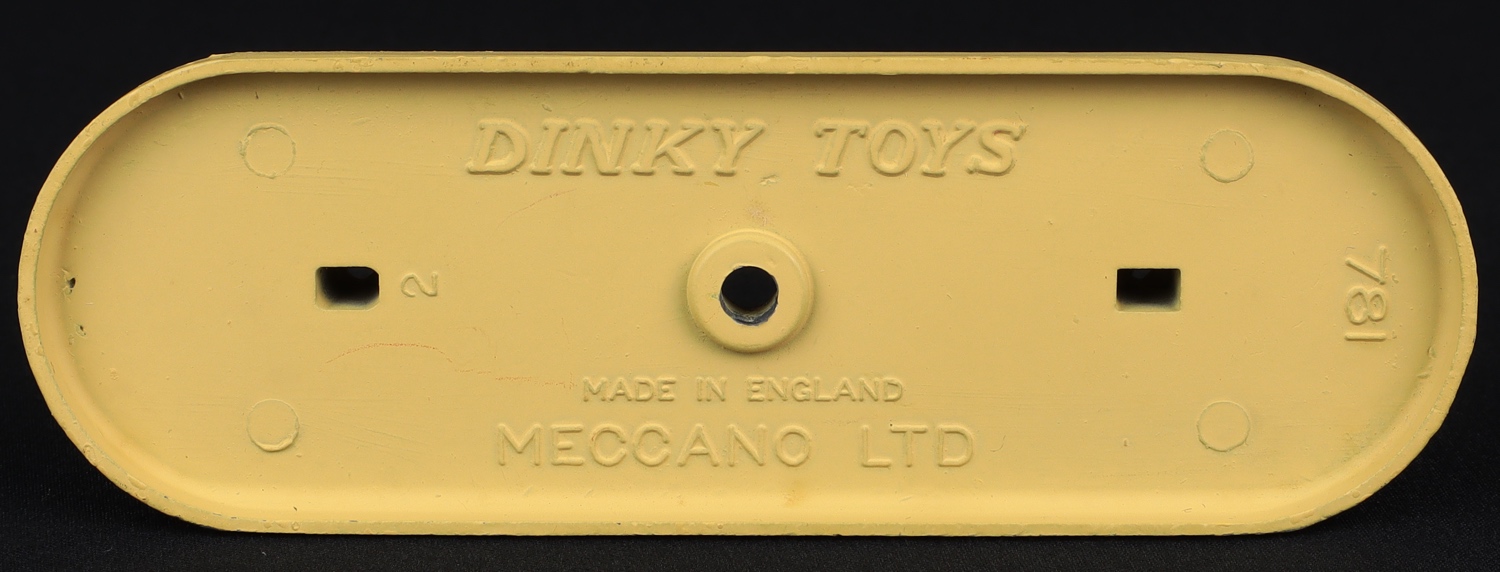 DINKY TOYS
2
781
MADE IN ENGLAND
MECCANO LTD